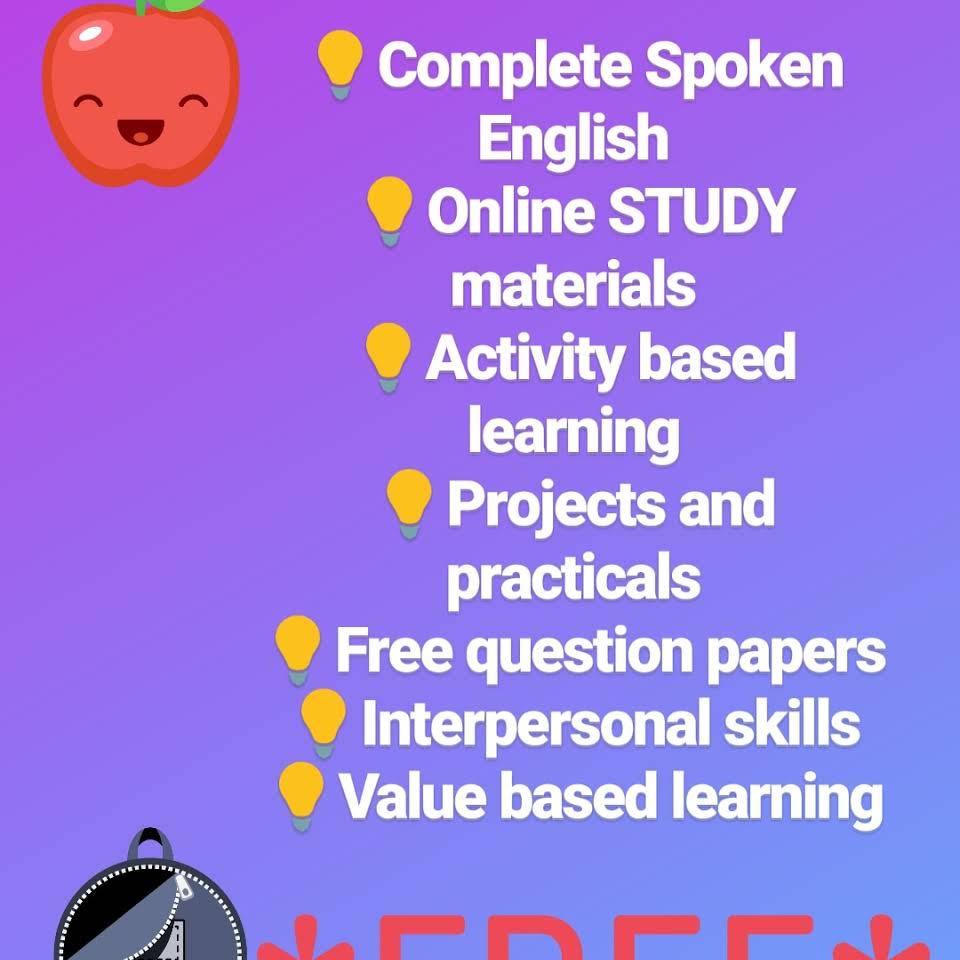 💡Complete Spoken
English
💡Online STUDY
materials
💡Activity based
learning
💡Projects and
practicals
💡Free question papers
💡Interpersonal skills
💡Value based learning
*FREE*